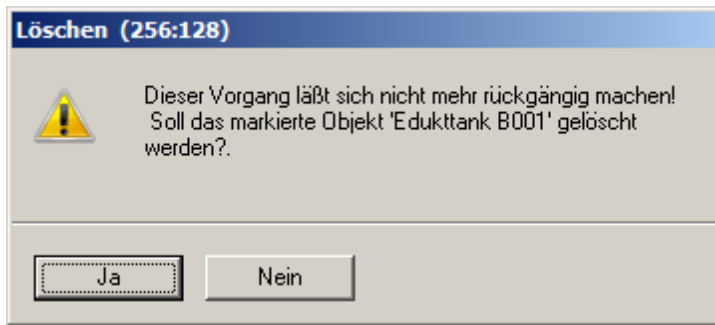 Löschen (256:128)
Dieser Vorgang läßt sich nicht mehr rückgängig machen!
Soll das markierte Objekt 'Edukttank B001' gelöscht
werden?.
Ja
Nein